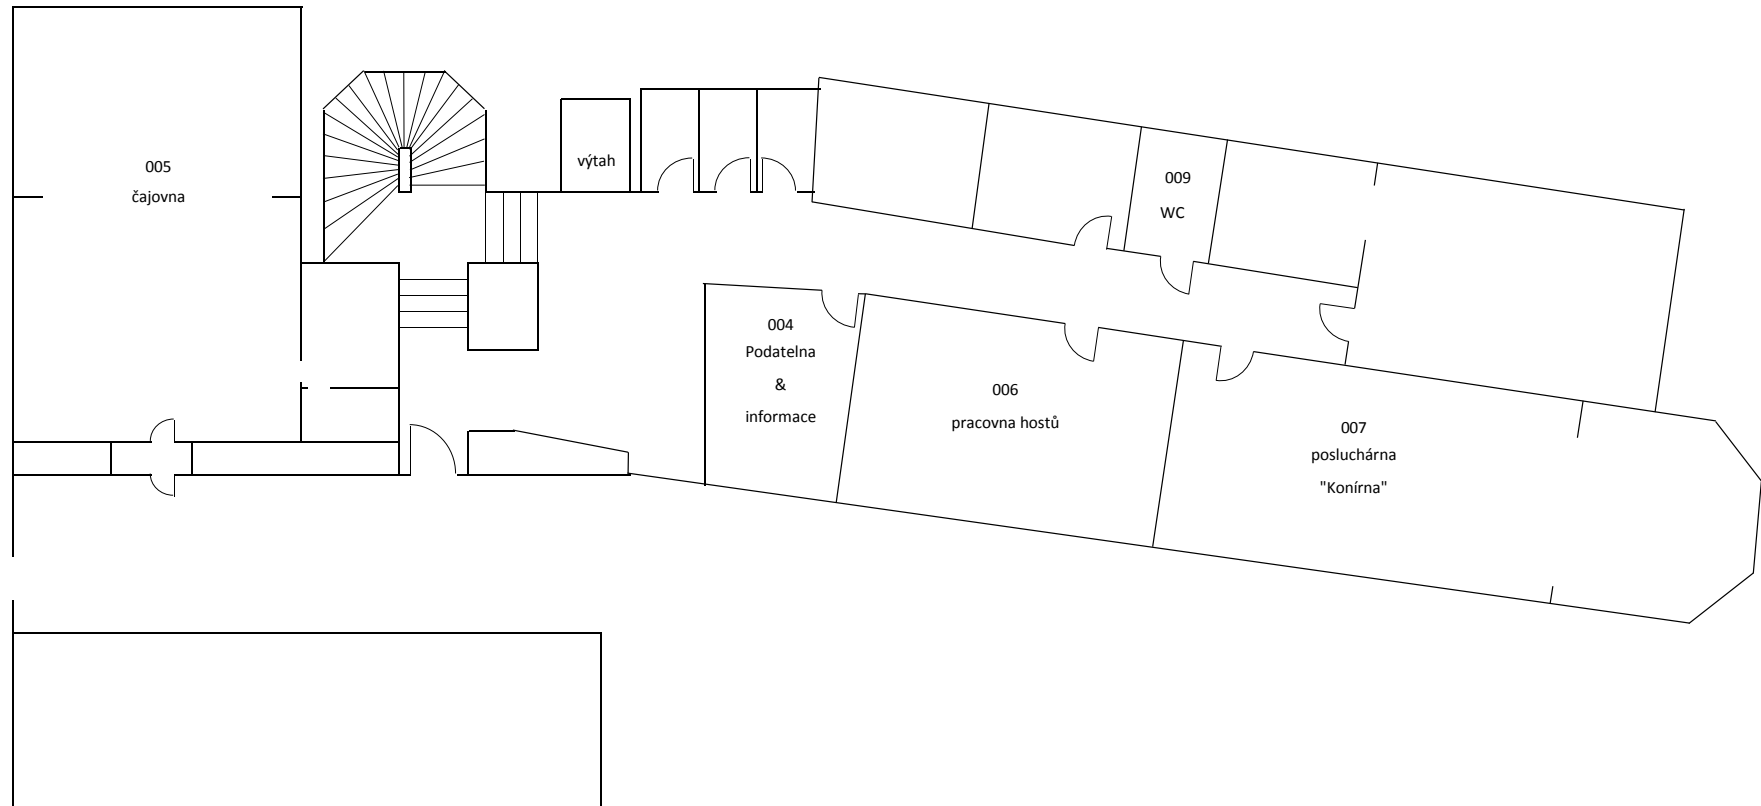 005
čajovna
výtah
009
WC
004
Podatelna
&
informace
006
pracovna hostů
007
posluchárna
"Konírna"